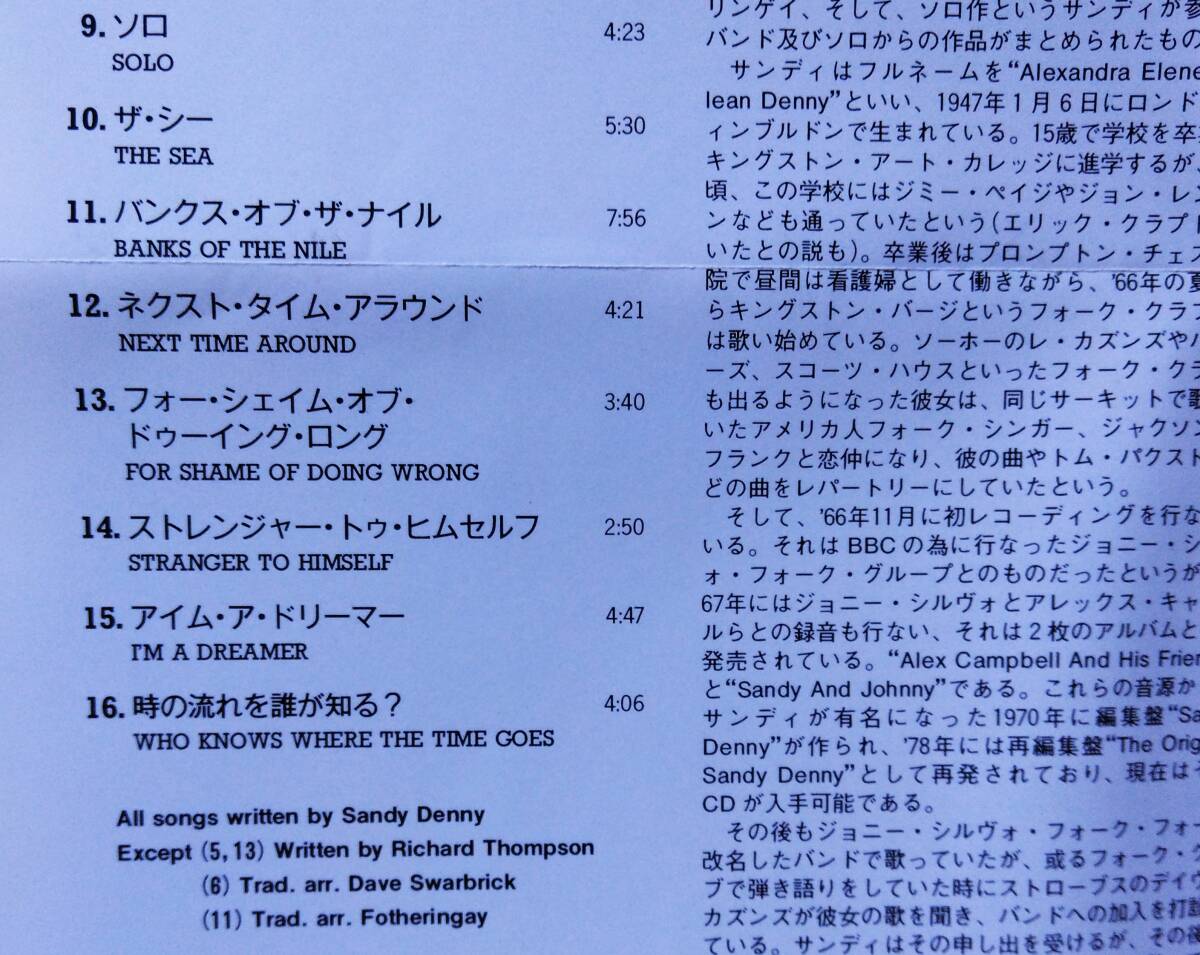 9. ソロ 4:23
SOLO
10. ザ・シー 5:30
THE SEA
11. バンクス・オブ・ザ・ナイル 7:56
BANKS OF THE NILE
12. ネクスト・タイム・アラウンド 4:21
NEXT TIME AROUND
13. フォー・シェイム・オブ・ 3:40
ドゥーイング・ロング
FOR SHAME OF DOING WRONG
14. ストレンジャー・トゥ・ヒムセルフ 2:50
STRANGER TO HIMSELF
15. アイム・ア・ドリーマー 4:47
I'M A DREAMER
16. 時の流れを誰が知る？ 4:06
WHO KNOWS WHERE THE TIME GOES
All songs written by Sandy Denny
Except (5, 13) Written by Richard Thompson
(6) Trad. arr. Dave Swarbrick
(11) Trad. arr. Fotheringay
リンゲイ、そして、ソロ作というサンディが参
バンド及びソロからの作品がまとめられたもの
サンディはフルネームを“Alexandra Elene
lean Denny”といい、1947年1月6日にロンド
ィンブルドンで生まれている。15歳で学校を卒
キングストン・アート・カレッジに進学するが、
頃、この学校にはジミー・ペイジやジョン・レ
ンなども通っていたという(エリック・クラプト
いたとの説も)。卒業後はプロンプトン・チェス
院で昼間は看護婦として働きながら、'66年の夏
らキングストン・バージというフォーク・クラブ
は歌い始めている。ソーホーのレ・カズンズやバ
ーズ、スコーツ・ハウスといったフォーク・クラ
も出るようになった彼女は、同じサーキットで歌
いたアメリカ人フォーク・シンガー、ジャクソン
フランクと恋仲になり、彼の曲やトム・パクスト
どの曲をレパートリーにしていたという。
そして、'66年11月に初レコーディングを行な
いる。それはBBCの為に行なったジョニー・シ
ォ・フォーク・グループとのものだったというが
67年にはジョニー・シルヴォとアレックス・キャ
ルらとの録音も行ない、それは2枚のアルバムと
発売されている。“Alex Campbell And His Frien
と“Sandy And Johnny”である。これらの音源か
サンディが有名になった1970年に編集盤“Sa
Denny”が作られ、'78年には再編集盤“The Orig
Sandy Denny”として再発されており、現在は
CDが入手可能である。
その後もジョニー・シルヴォ・フォーク・フォー
改名したバンドで歌っていたが、或るフォーク・ク
ブで弾き語りをしていた時にストローブスのデイヴ
カズンズが彼女の歌を聞き、バンドへの加入を打診
ている。サンディはその申し出を受けるが、その後